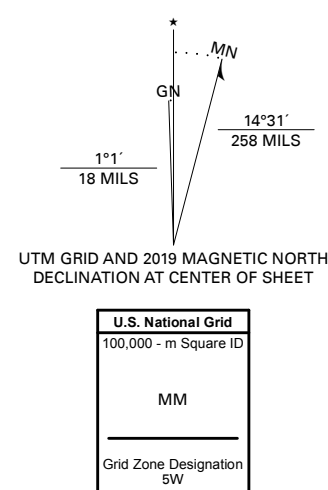 ★
MN
GN
14°31´
258 MILS
1°1´
18 MILS
UTM GRID AND 2019 MAGNETIC NORTH
DECLINATION AT CENTER OF SHEET
U.S. National Grid
100,000 - m Square ID
MM
Grid Zone Designation
5W